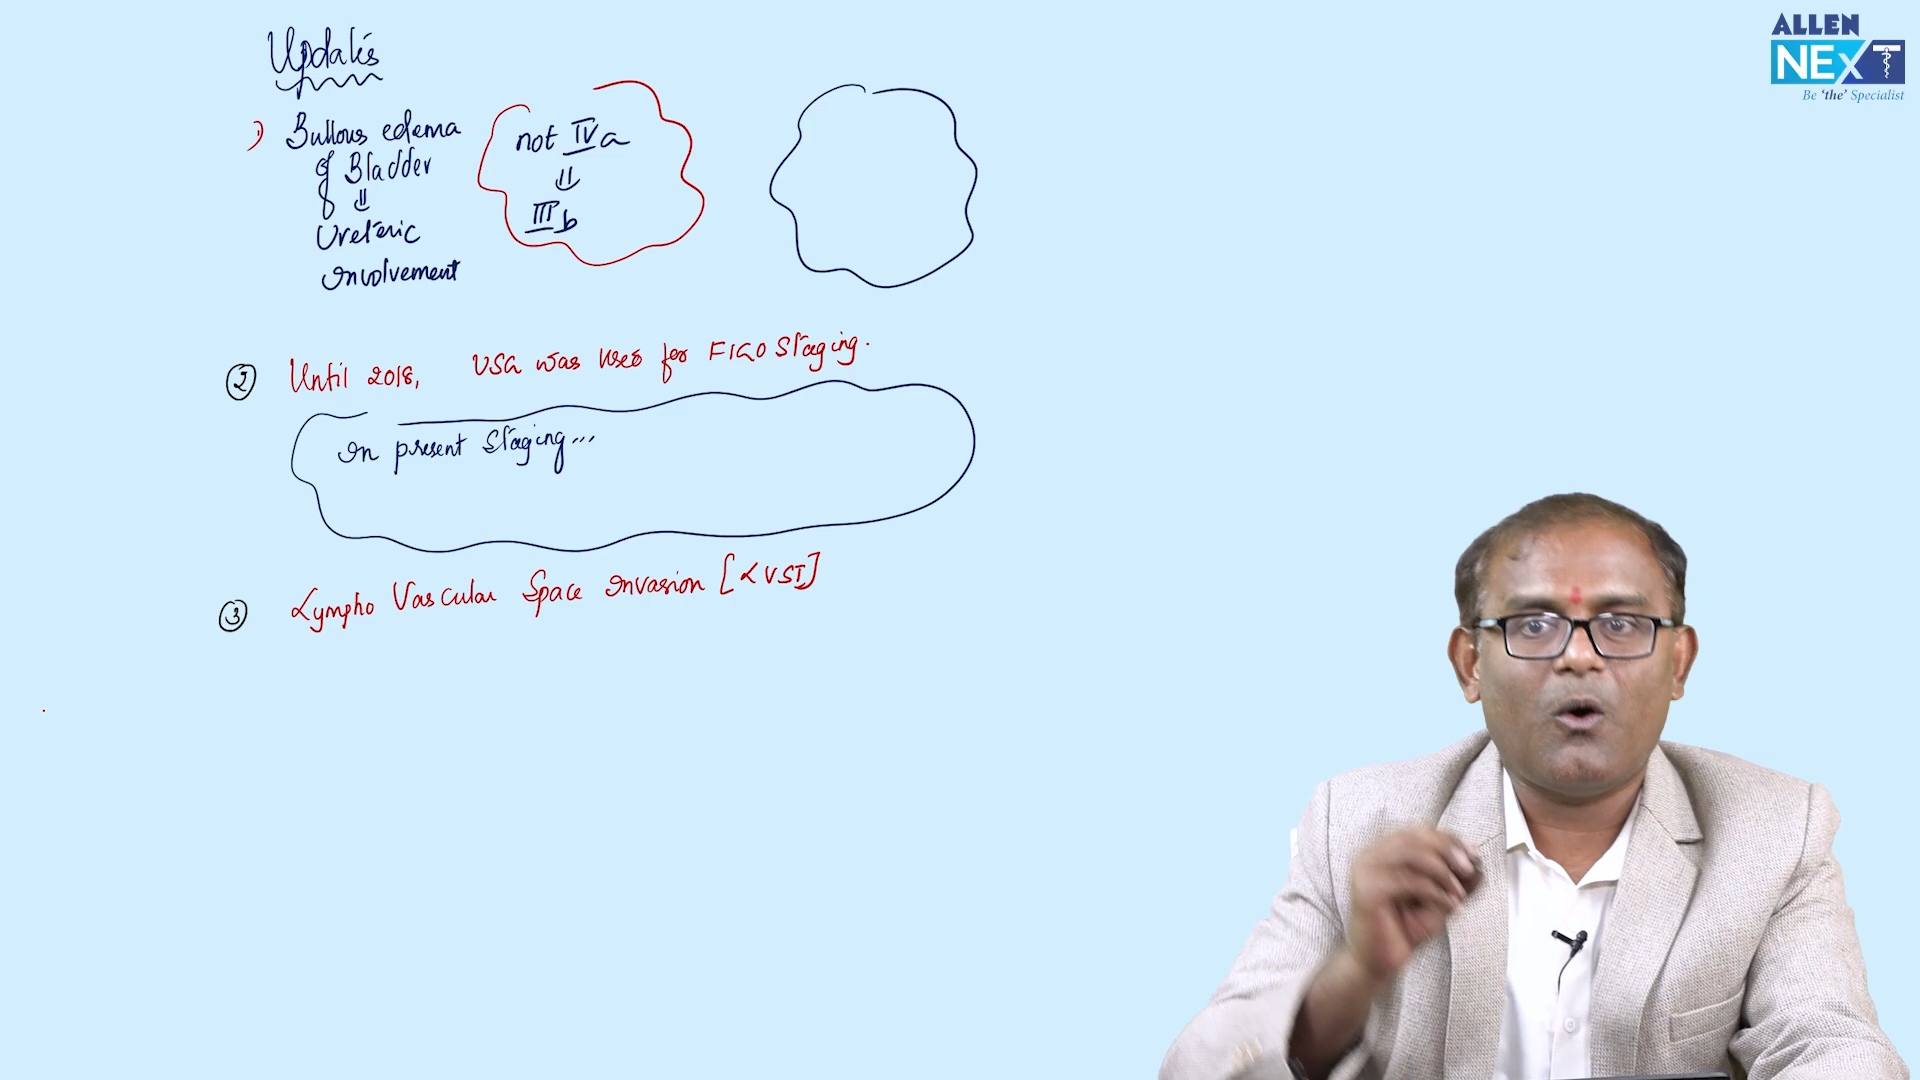 Updates
1) Bullous edema
of Bladder
=
Ureteric
involvement
not IVa
IIIb
② Until 2018, USG was used for FIGO Staging.
In present Staging...
③ Lympho Vascular Space Invasion [LVSI]
ALLEN
NEXT
Be 'the' Specialist